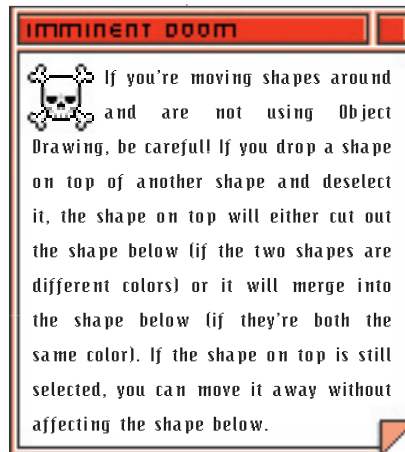 IMMINENT DOOM
If you're moving shapes around
and are not using Object
Drawing, be careful! If you drop a shape
on top of another shape and deselect
it, the shape on top will either cut out
the shape below (if the two shapes are
different colors) or it will merge into
the shape below (if they're both the
same color). If the shape on top is still
selected, you can move it away without
affecting the shape below.